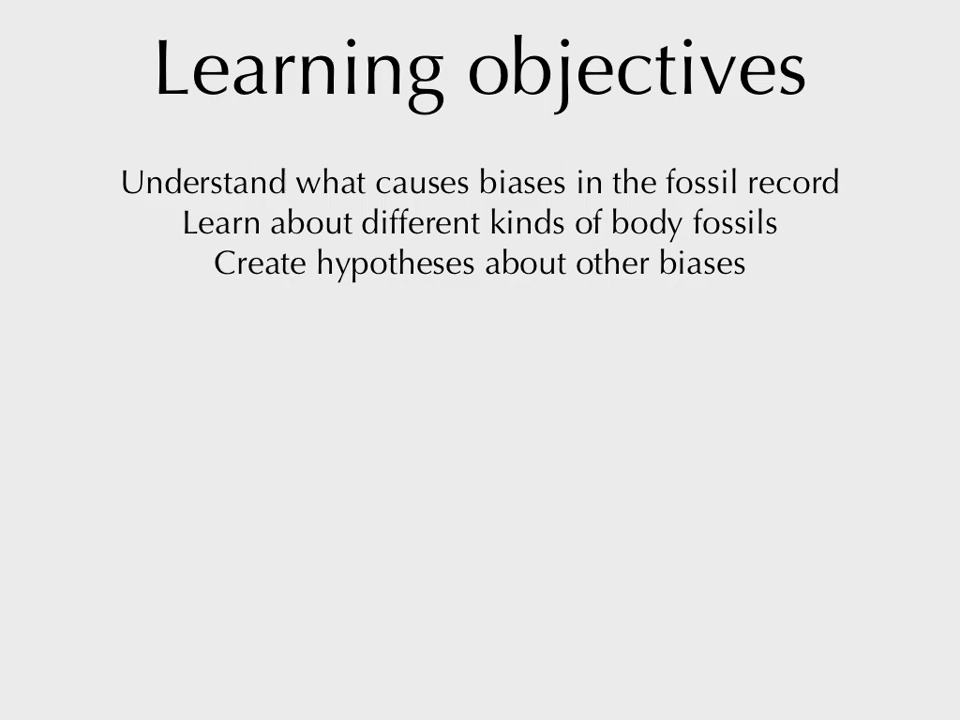 Learning objectives
Understand what causes biases in the fossil record
Learn about different kinds of body fossils
Create hypotheses about other biases